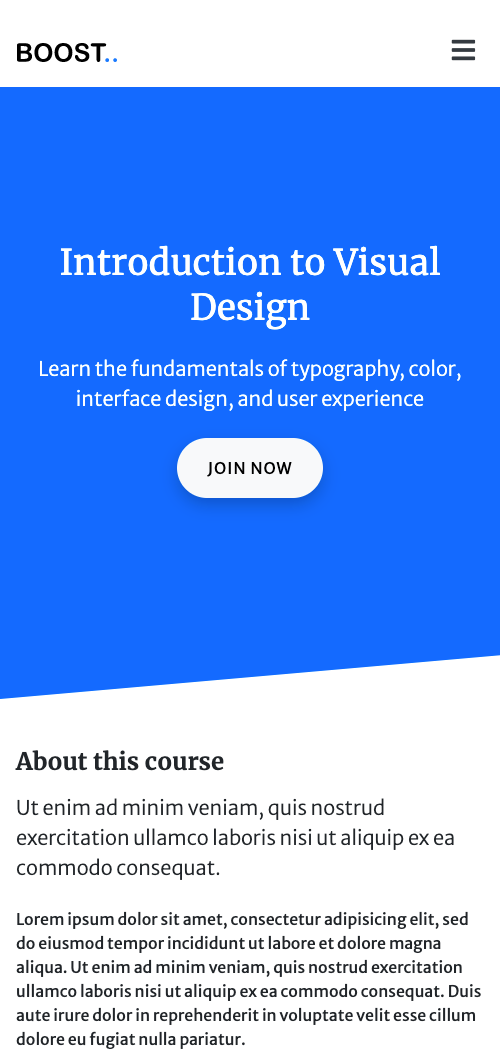 BOOST..
Introduction to Visual
Design
Learn the fundamentals of typography, color,
interface design, and user experience
JOIN NOW
About this course
Ut enim ad minim veniam, quis nostrud
exercitation ullamco laboris nisi ut aliquip ex ea
commodo consequat.
Lorem ipsum dolor sit amet, consectetur adipisicing elit, sed
do eiusmod tempor incididunt ut labore et dolore magna
aliqua. Ut enim ad minim veniam, quis nostrud exercitation
ullamco laboris nisi ut aliquip ex ea commodo consequat. Duis
aute irure dolor in reprehenderit in voluptate velit esse cillum
dolore eu fugiat nulla pariatur.